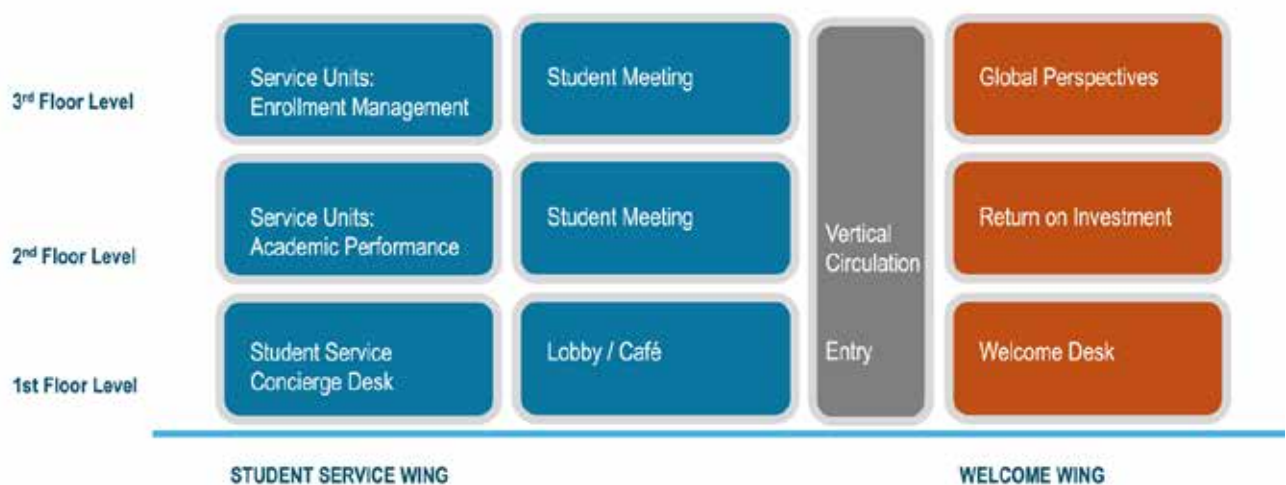 3rd Floor Level
Service Units:
Enrollment Management
Student Meeting
Global Perspectives
2nd Floor Level
Service Units:
Academic Performance
Student Meeting
Vertical
Circulation
Return on Investment
1st Floor Level
Student Service
Concierge Desk
Lobby / Café
Entry
Welcome Desk
STUDENT SERVICE WING
WELCOME WING